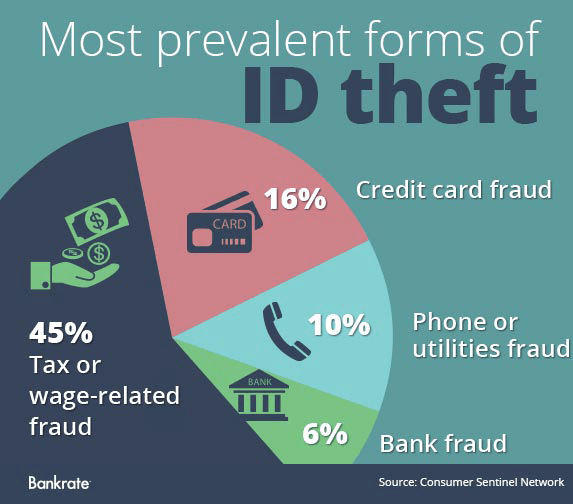 Most prevalent forms of
ID theft
CARD
16%
Credit card fraud
45%
Tax or
wage-related
fraud
10%
Phone or
utilities fraud
BANK
6%
Bank fraud
Bankrate
Source: Consumer Sentinel Network